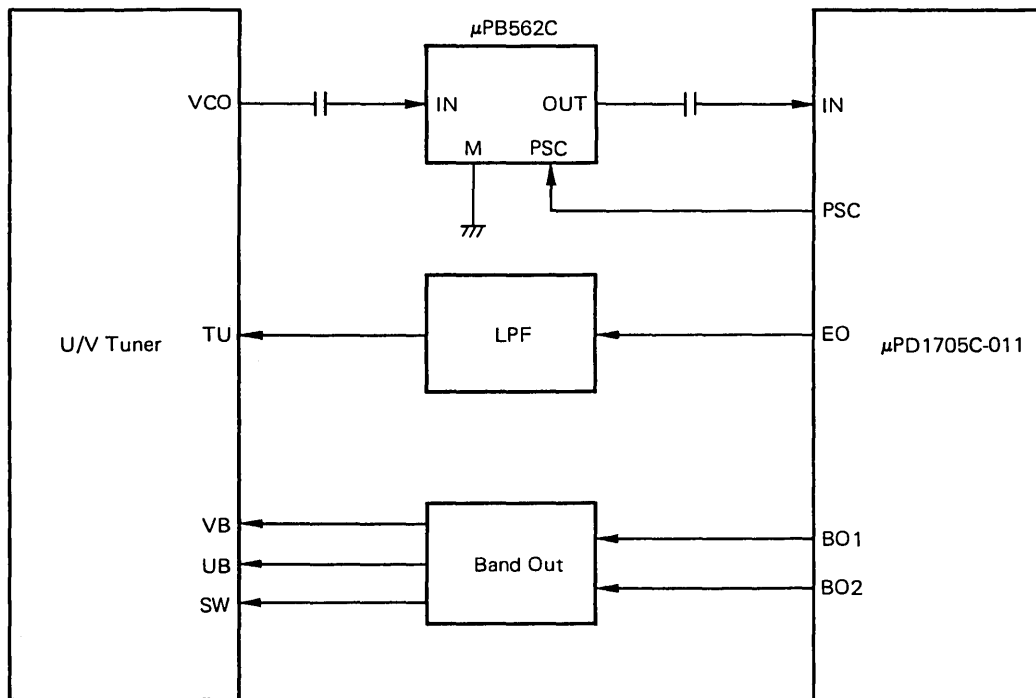 μPB562C
VCO
IN
OUT
IN
M
PSC
PSC
U/V Tuner
TU
LPF
EO
μPD1705C-011
VB
UB
SW
Band Out
BO1
BO2